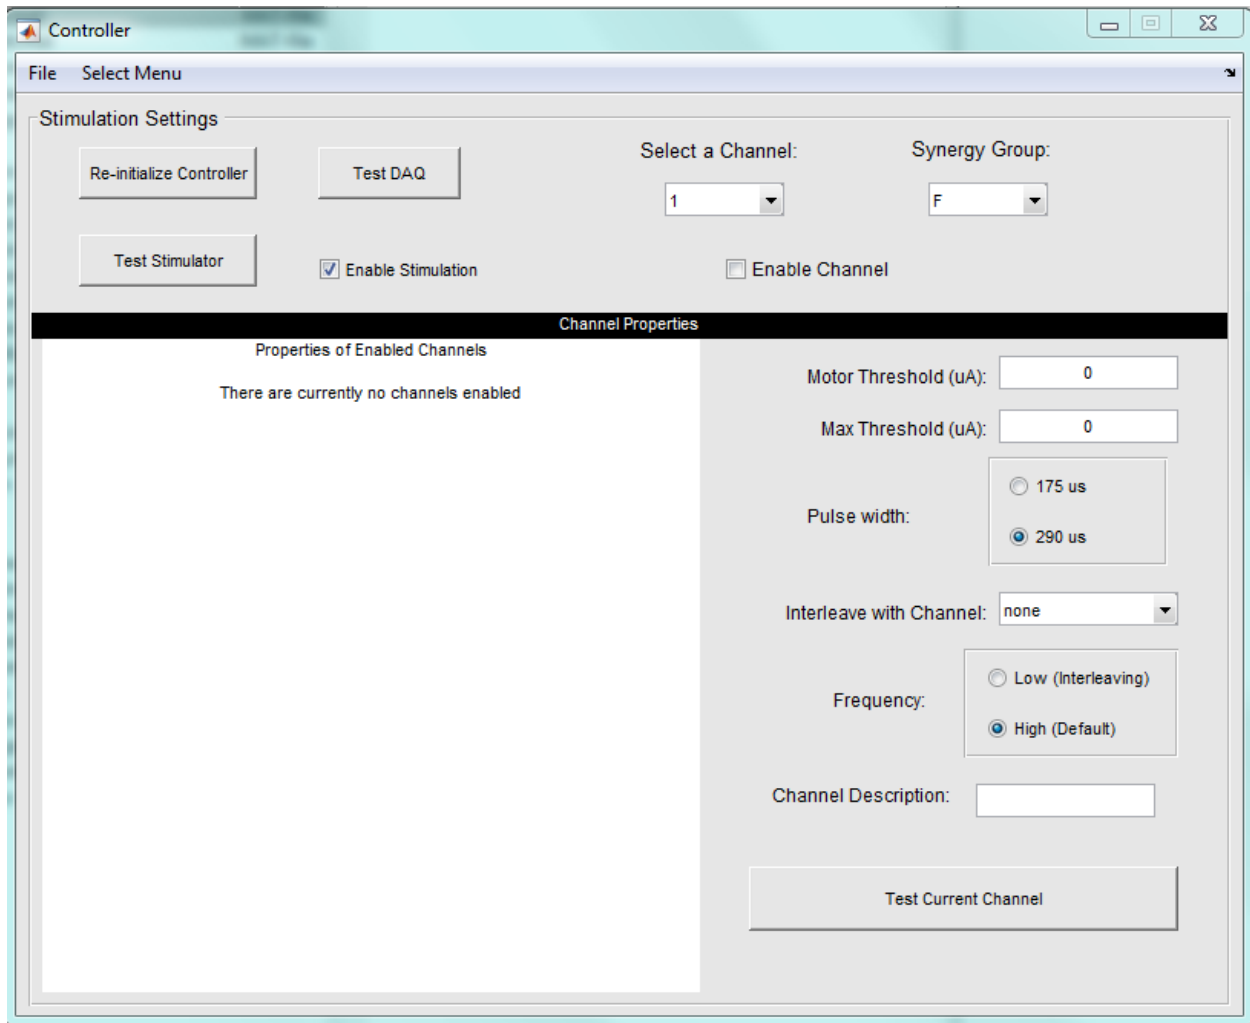 Controller
File Select Menu
Stimulation Settings
Re-initialize Controller
Test DAQ
Select a Channel:
Synergy Group:
1
F
Test Stimulator
Enable Stimulation
Enable Channel
Channel Properties
Properties of Enabled Channels
There are currently no channels enabled
Motor Threshold (uA):
0
Max Threshold (uA):
0
Pulse width:
175 us
290 us
Interleave with Channel:
none
Frequency:
Low (Interleaving)
High (Default)
Channel Description:
Test Current Channel